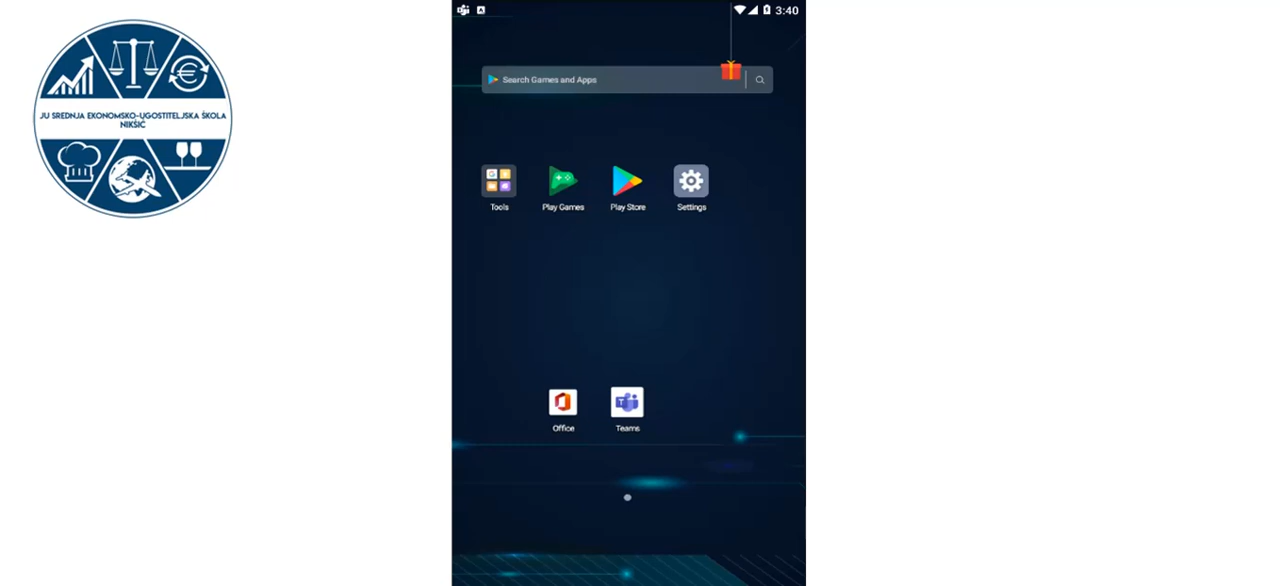 JU SREDNJA EKONOMSKO-UGOSTITELJSKA ŠKOLA
NIKŠIĆ
3:40
Search Games and Apps
Tools
Play Games
Play Store
Settings
Office
Teams